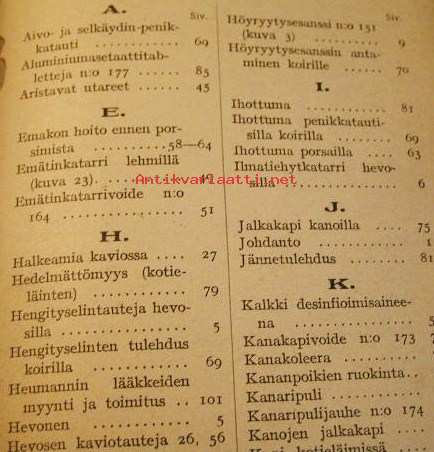 A.
Siv.
Aivo- ja selkäydin-penik-
katauti ........ 69
Aluminiumasetaattitab-
letteja n:o 177 ...... 85
Aristavat utareet ...... 45
E.
Emakon hoito ennen por-
simista ........ 58—64
Emätinkatarri lehmillä
(kuva 23). ........
Emätinkatarrivoide n:o
164 ............ 51
H.
Halkeamia kaviossa .... 27
Hedelmättömyys (kotie-
läinten) .......... 79
Hengityselintauteja hevo-
silla ............ 5
Hengityselinten tulehdus
koirilla .......... 69
Heumannin lääkkeiden
myynti ja toimitus .. 101
Hevonen ............ 5
Hevosen kaviotauteja 26, 56
Siv.
Höyryytysesanssi n:o 151
(kuva 3) ........ 9
Höyryytysesanssin anta-
minen koirille ...... 70
I.
Ihottuma ............ 81
Ihottuma penikkatauti-
silla koirilla ...... 69
Ihottuma porsailla .... 63
Ilmatiehytkatarri hevo-
silla ............ 6
J.
Jalkakapi kanoilla .... 75
Johdanto ............ 1
Jännetulehdus ........ 81
K.
Kalkki desinfioimisainee-
na ............ 5
Kanakapivoide n:o 173 7
Kanakoleera ..........
Kananpoikien ruokinta..
Kanaripuli ..........
Kanaripulijauhe n:o 174
Kanojen jalkakapi ....
Antikvariaatti.net